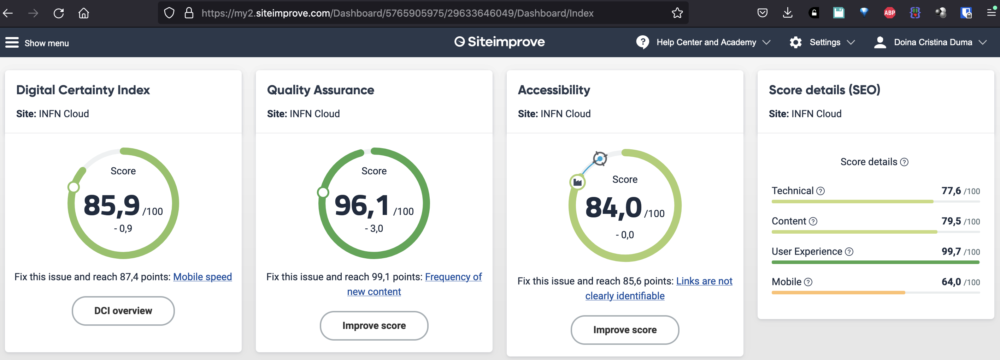 https://my2.siteimprove.com/Dashboard/5765905975/29633646049/Dashboard/Index
ABP
Show menu
Siteimprove
Help Center and Academy
Settings
Doina Cristina Duma
Digital Certainty Index
Site: INFN Cloud
Score
85,9 /100
- 0,9
Fix this issue and reach 87,4 points: Mobile speed
DCI overview
Quality Assurance
Site: INFN Cloud
Score
96,1 /100
- 3,0
Fix this issue and reach 99,1 points: Frequency of
new content
Improve score
Accessibility
Site: INFN Cloud
Score
84,0 /100
- 0,0
Fix this issue and reach 85,6 points: Links are not
clearly identifiable
Improve score
Score details (SEO)
Site: INFN Cloud
Score details ?
Technical ? 77,6 /100
Content ? 79,5 /100
User Experience ? 99,7 /100
Mobile ? 64,0 /100